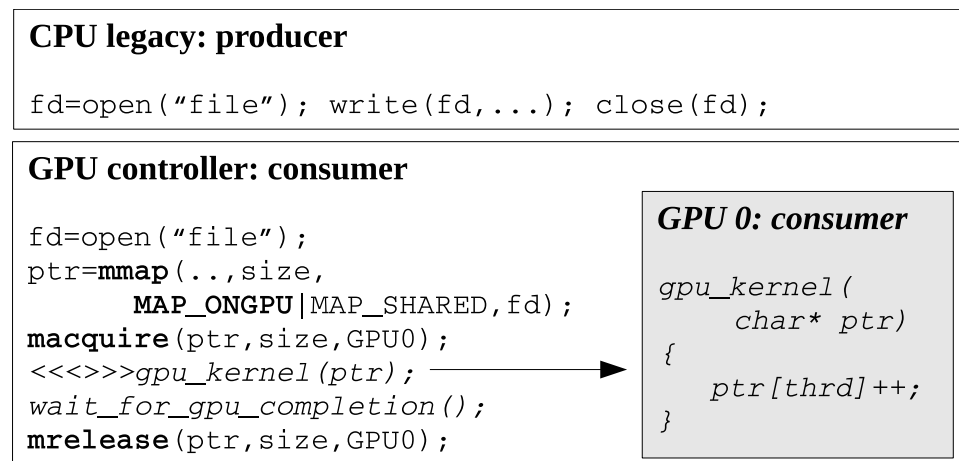 CPU legacy: producer
fd=open(“file”); write(fd,...); close(fd);
GPU controller: consumer
fd=open(“file”);
ptr=mmap(..,size,
MAP_ONGPU|MAP_SHARED,fd);
macquire(ptr,size,GPU0);
<<<>>>gpu_kernel(ptr);
wait_for_gpu_completion();
mrelease(ptr,size,GPU0);
GPU 0: consumer
gpu_kernel(
char* ptr)
{
ptr[thrd]++;
}